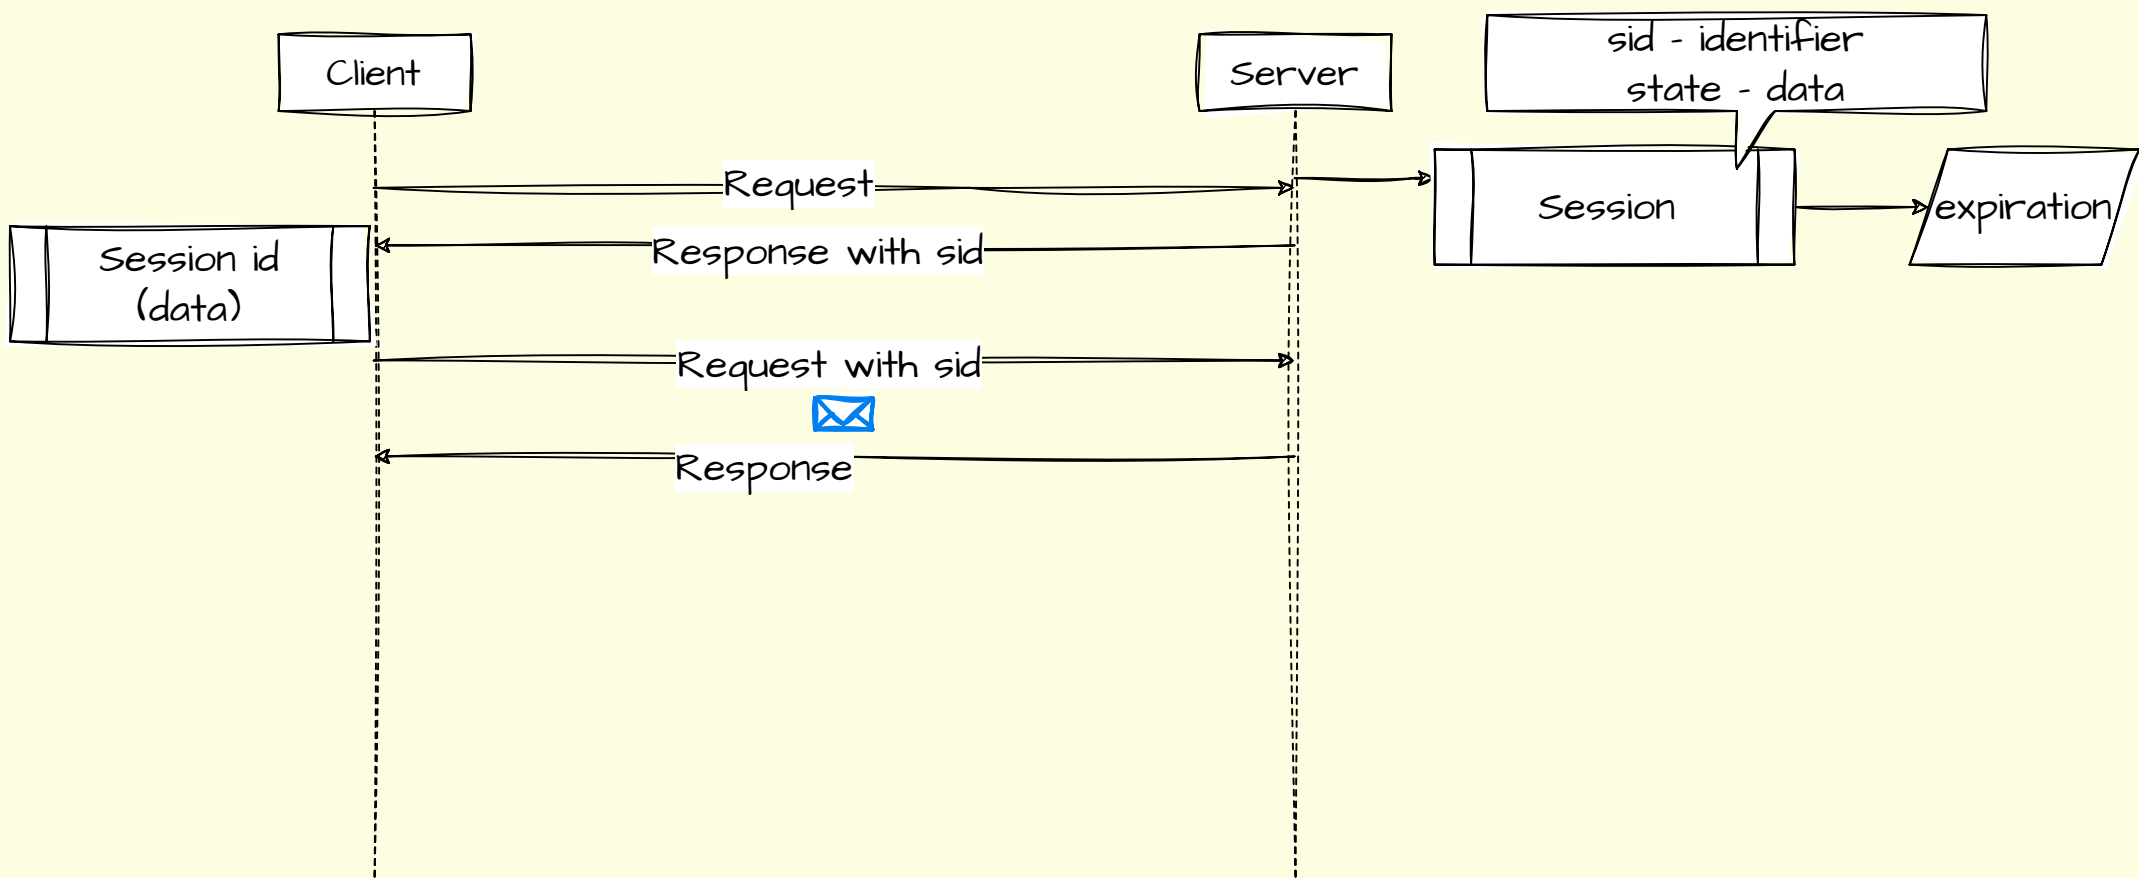 Client
Server
sid - identifier
state - data
Request
Session
expiration
Response with sid
Session id
(data)
Request with sid
Response